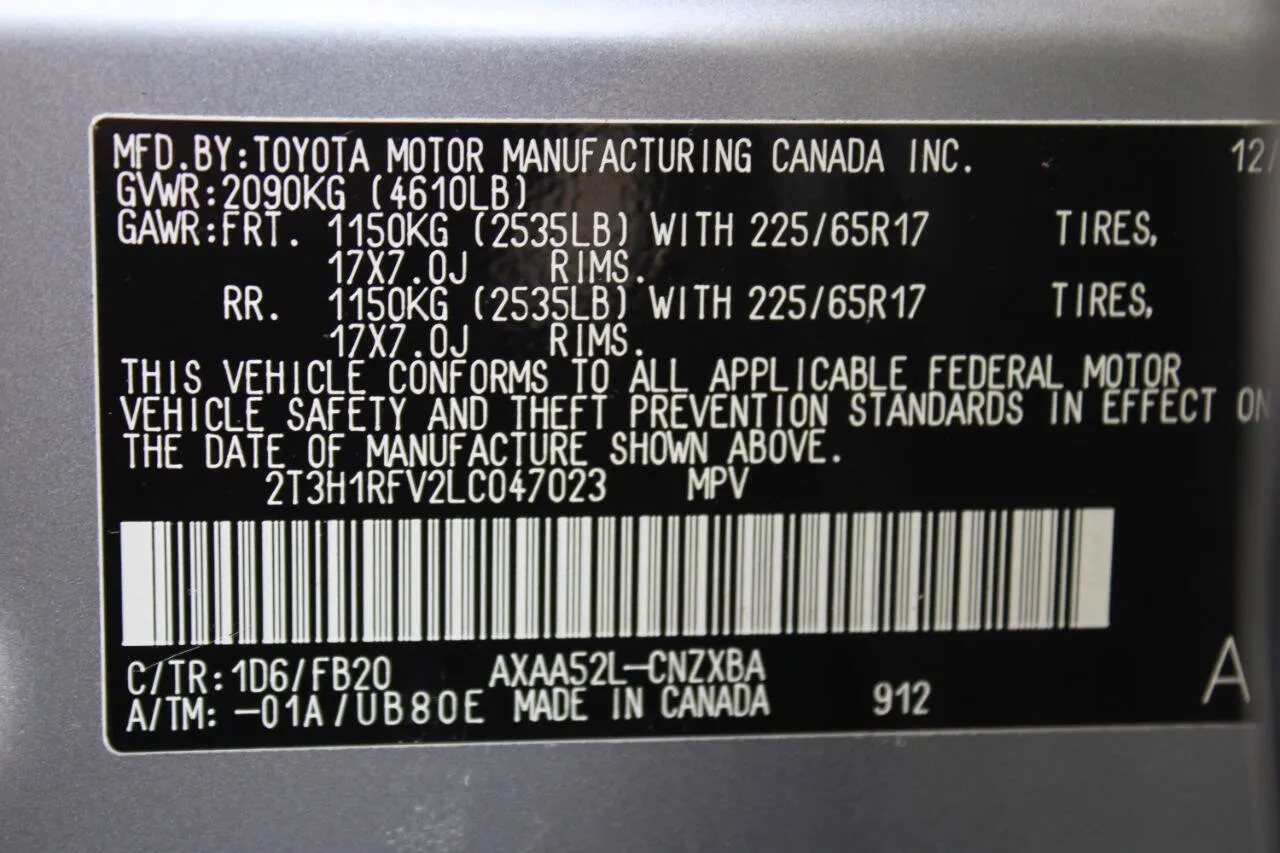 MFD.BY:TOYOTA MOTOR MANUFACTURING CANADA INC. 12/
GVWR:2090KG (4610LB)
GAWR:FRT. 1150KG (2535LB) WITH 225/65R17 TIRES,
17X7.0J RIMS.
RR. 1150KG (2535LB) WITH 225/65R17 TIRES,
17X7.0J RIMS.
THIS VEHICLE CONFORMS TO ALL APPLICABLE FEDERAL MOTOR
VEHICLE SAFETY AND THEFT PREVENTION STANDARDS IN EFFECT ON
THE DATE OF MANUFACTURE SHOWN ABOVE.
2T3H1RFV2LC047023 MPV
C/TR:1D6/FB20 AXAA52L-CNZXBA
A/TM:-01A/UB80E MADE IN CANADA 912 A